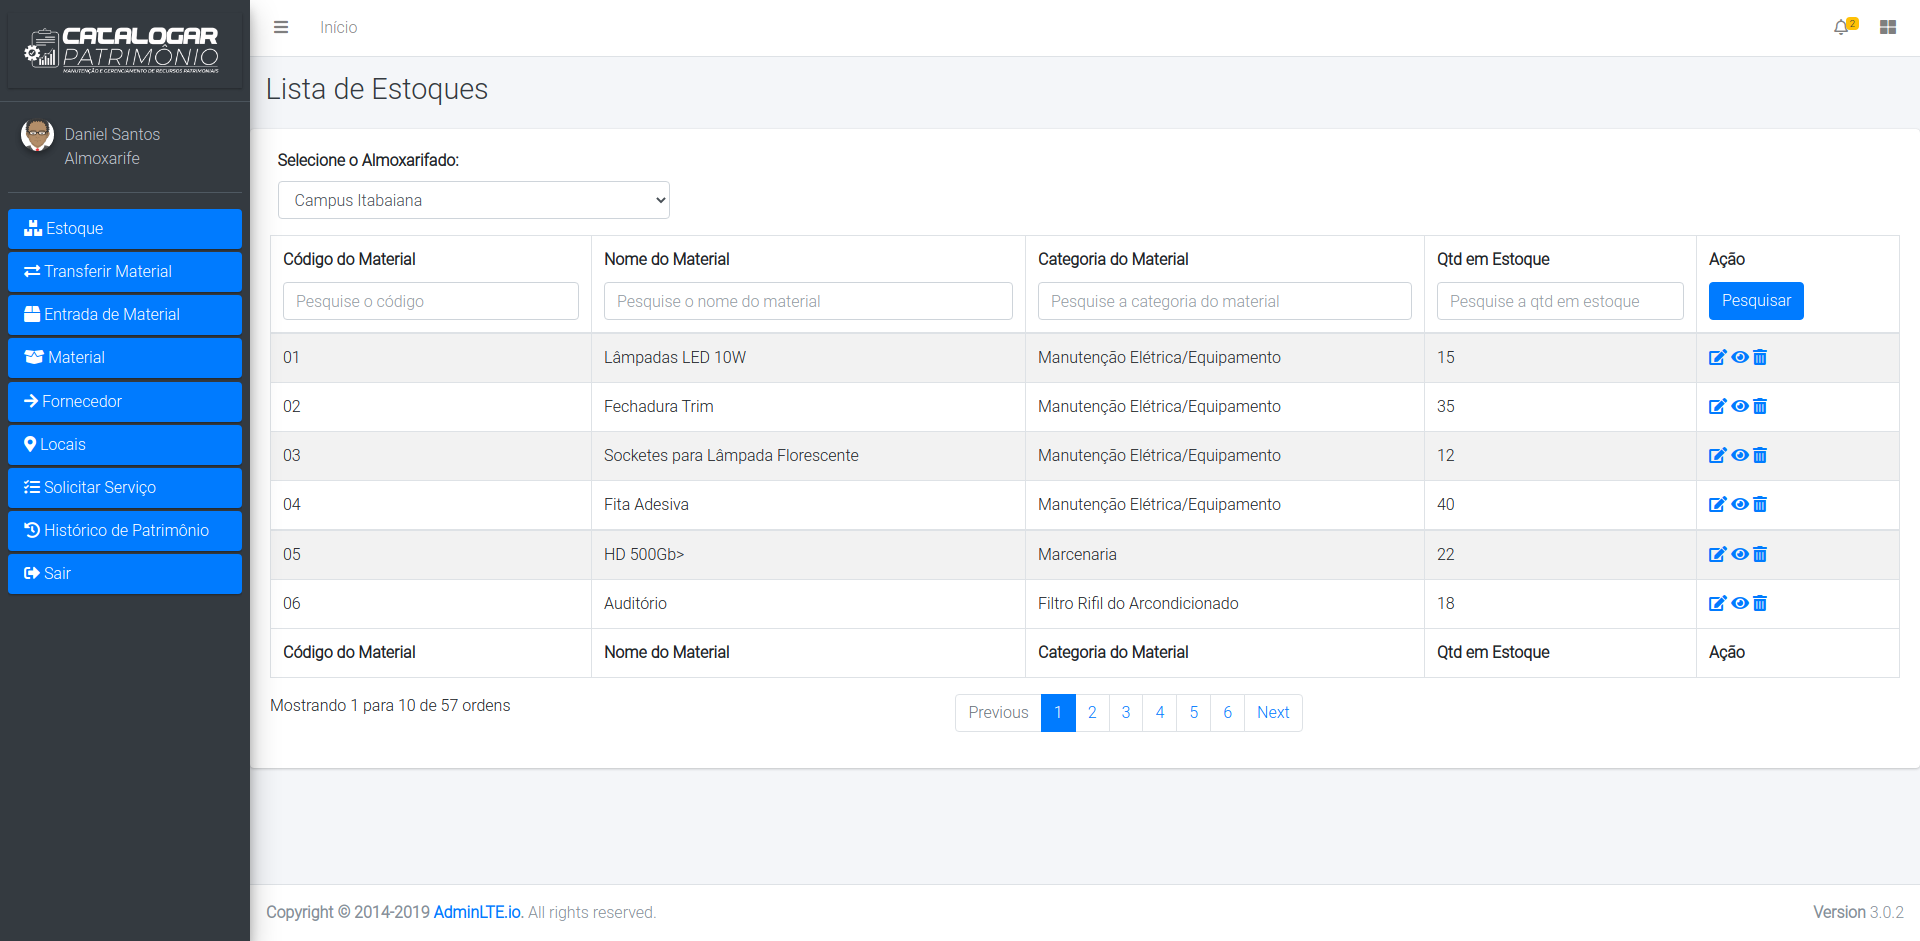 CATALOGAR
PATRIMÔNIO
MANUTENÇÃO E GERENCIAMENTO DE RECURSOS PATRIMONIAIS
Início
2
Daniel Santos
Almoxarife
Estoque
Transferir Material
Entrada de Material
Material
Fornecedor
Locais
Solicitar Serviço
Histórico de Patrimônio
Sair
Lista de Estoques
Selecione o Almoxarifado:
Campus Itabaiana
Código do Material Nome do Material Categoria do Material Qtd em Estoque Ação
Pesquise o código Pesquise o nome do material Pesquise a categoria do material Pesquise a qtd em estoque Pesquisar
01 Lâmpadas LED 10W Manutenção Elétrica/Equipamento 15
02 Fechadura Trim Manutenção Elétrica/Equipamento 35
03 Socketes para Lâmpada Florescente Manutenção Elétrica/Equipamento 12
04 Fita Adesiva Manutenção Elétrica/Equipamento 40
05 HD 500Gb> Marcenaria 22
06 Auditório Filtro Rifil do Arcondicionado 18
Código do Material Nome do Material Categoria do Material Qtd em Estoque Ação
Mostrando 1 para 10 de 57 ordens
Previous 1 2 3 4 5 6 Next
Copyright © 2014-2019 AdminLTE.io. All rights reserved.
Version 3.0.2